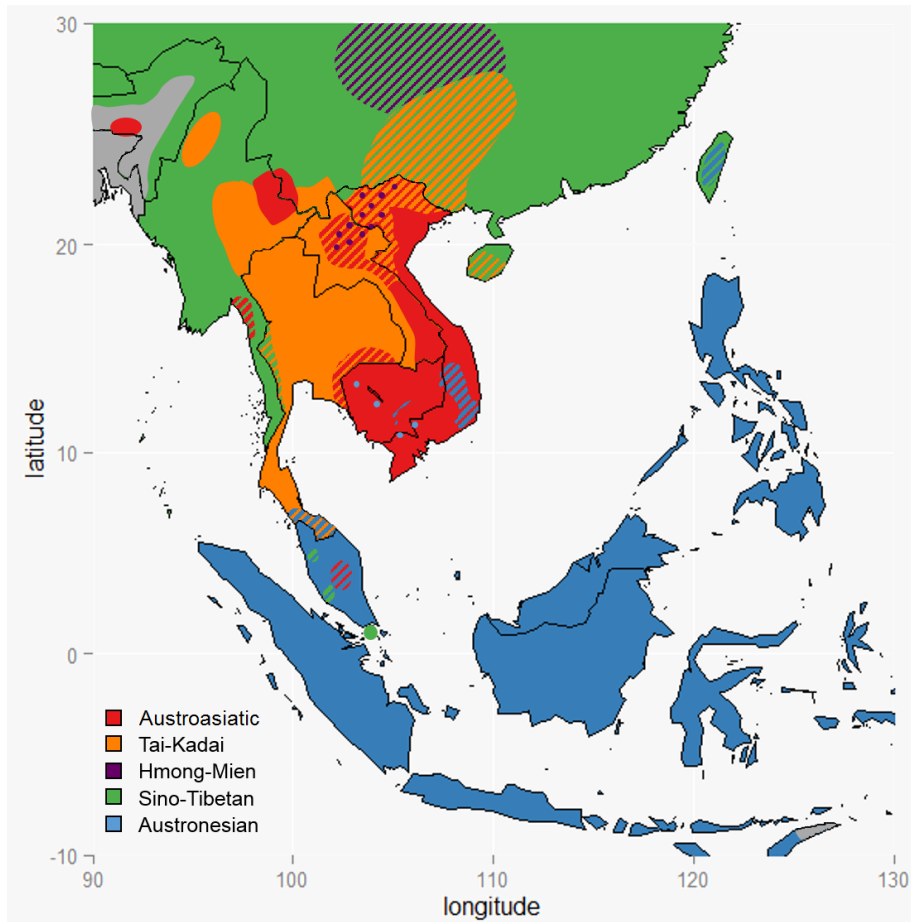 30
20
10
0
-10
latitude
Austroasiatic
Tai-Kadai
Hmong-Mien
Sino-Tibetan
Austronesian
90
100
110
120
130
longitude